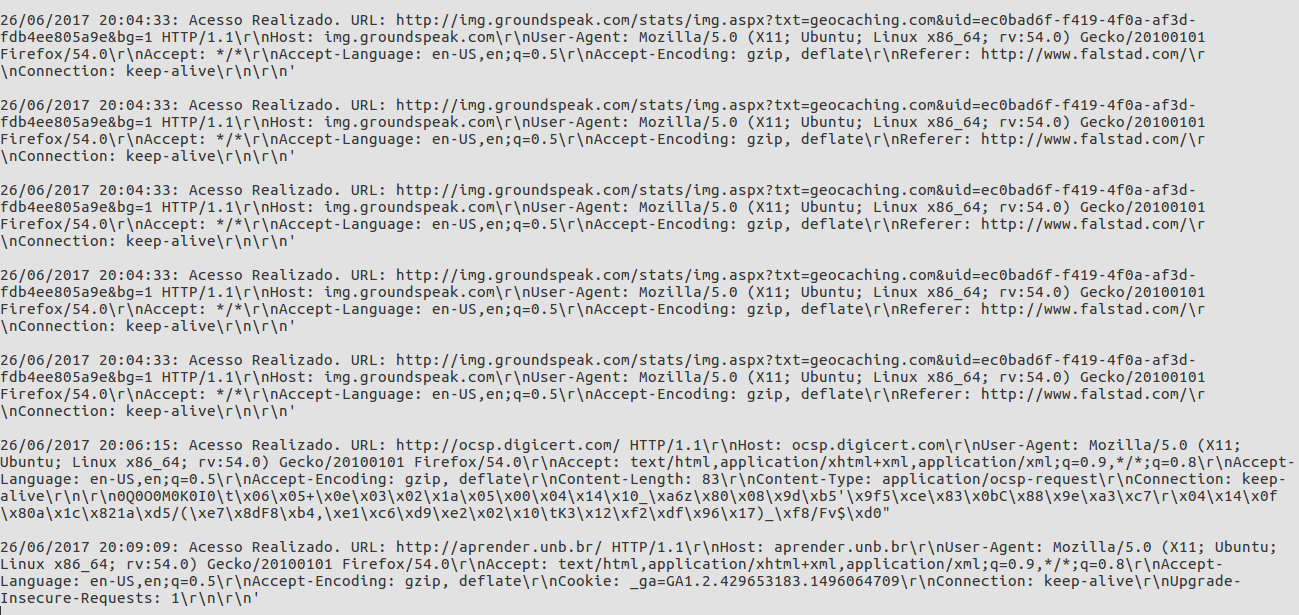 26/06/2017 20:04:33: Acesso Realizado. URL: http://img.groundspeak.com/stats/img.aspx?txt=geocaching.com&uid=ec0bad6f-f419-4f0a-af3d-
fdb4ee805a9e&bg=1 HTTP/1.1\r\nHost: img.groundspeak.com\r\nUser-Agent: Mozilla/5.0 (X11; Ubuntu; Linux x86_64; rv:54.0) Gecko/20100101
Firefox/54.0\r\nAccept: */*\r\nAccept-Language: en-US,en;q=0.5\r\nAccept-Encoding: gzip, deflate\r\nReferer: http://www.falstad.com/\r
\nConnection: keep-alive\r\n\r\n'

26/06/2017 20:04:33: Acesso Realizado. URL: http://img.groundspeak.com/stats/img.aspx?txt=geocaching.com&uid=ec0bad6f-f419-4f0a-af3d-
fdb4ee805a9e&bg=1 HTTP/1.1\r\nHost: img.groundspeak.com\r\nUser-Agent: Mozilla/5.0 (X11; Ubuntu; Linux x86_64; rv:54.0) Gecko/20100101
Firefox/54.0\r\nAccept: */*\r\nAccept-Language: en-US,en;q=0.5\r\nAccept-Encoding: gzip, deflate\r\nReferer: http://www.falstad.com/\r
\nConnection: keep-alive\r\n\r\n'

26/06/2017 20:04:33: Acesso Realizado. URL: http://img.groundspeak.com/stats/img.aspx?txt=geocaching.com&uid=ec0bad6f-f419-4f0a-af3d-
fdb4ee805a9e&bg=1 HTTP/1.1\r\nHost: img.groundspeak.com\r\nUser-Agent: Mozilla/5.0 (X11; Ubuntu; Linux x86_64; rv:54.0) Gecko/20100101
Firefox/54.0\r\nAccept: */*\r\nAccept-Language: en-US,en;q=0.5\r\nAccept-Encoding: gzip, deflate\r\nReferer: http://www.falstad.com/\r
\nConnection: keep-alive\r\n\r\n'

26/06/2017 20:04:33: Acesso Realizado. URL: http://img.groundspeak.com/stats/img.aspx?txt=geocaching.com&uid=ec0bad6f-f419-4f0a-af3d-
fdb4ee805a9e&bg=1 HTTP/1.1\r\nHost: img.groundspeak.com\r\nUser-Agent: Mozilla/5.0 (X11; Ubuntu; Linux x86_64; rv:54.0) Gecko/20100101
Firefox/54.0\r\nAccept: */*\r\nAccept-Language: en-US,en;q=0.5\r\nAccept-Encoding: gzip, deflate\r\nReferer: http://www.falstad.com/\r
\nConnection: keep-alive\r\n\r\n'

26/06/2017 20:04:33: Acesso Realizado. URL: http://img.groundspeak.com/stats/img.aspx?txt=geocaching.com&uid=ec0bad6f-f419-4f0a-af3d-
fdb4ee805a9e&bg=1 HTTP/1.1\r\nHost: img.groundspeak.com\r\nUser-Agent: Mozilla/5.0 (X11; Ubuntu; Linux x86_64; rv:54.0) Gecko/20100101
Firefox/54.0\r\nAccept: */*\r\nAccept-Language: en-US,en;q=0.5\r\nAccept-Encoding: gzip, deflate\r\nReferer: http://www.falstad.com/\r
\nConnection: keep-alive\r\n\r\n'

26/06/2017 20:06:15: Acesso Realizado. URL: http://ocsp.digicert.com/ HTTP/1.1\r\nHost: ocsp.digicert.com\r\nUser-Agent: Mozilla/5.0 (X11;
Ubuntu; Linux x86_64; rv:54.0) Gecko/20100101 Firefox/54.0\r\nAccept: text/html,application/xhtml+xml,application/xml;q=0.9,*/*;q=0.8\r\nAccept-
Language: en-US,en;q=0.5\r\nAccept-Encoding: gzip, deflate\r\nContent-Length: 83\r\nContent-Type: application/ocsp-request\r\nConnection: keep-
alive\r\n\r\n0Q0O0M0K0I0\t\x06\x05+\x0e\x03\x02\x1a\x05\x00\x04\x14\x10_\xa6z\x80\x08\x9d\xb5'\x9f5\xce\x83\x0bC\x88\x9e\xa3\xc7\r\x04\x14\x0f
\x80a\x1c\x821a\xd5/(\xe7\x8dF8\xb4,\xe1\xc6\xd9\xe2\x02\x10\tK3\x12\xf2\xdf\x96\x17)_\xf8/Fv$\xd0"

26/06/2017 20:09:09: Acesso Realizado. URL: http://aprender.unb.br/ HTTP/1.1\r\nHost: aprender.unb.br\r\nUser-Agent: Mozilla/5.0 (X11; Ubuntu;
Linux x86_64; rv:54.0) Gecko/20100101 Firefox/54.0\r\nAccept: text/html,application/xhtml+xml,application/xml;q=0.9,*/*;q=0.8\r\nAccept-
Language: en-US,en;q=0.5\r\nAccept-Encoding: gzip, deflate\r\nCookie: _ga=GA1.2.429653183.1496064709\r\nConnection: keep-alive\r\nUpgrade-
Insecure-Requests: 1\r\n\r\n'